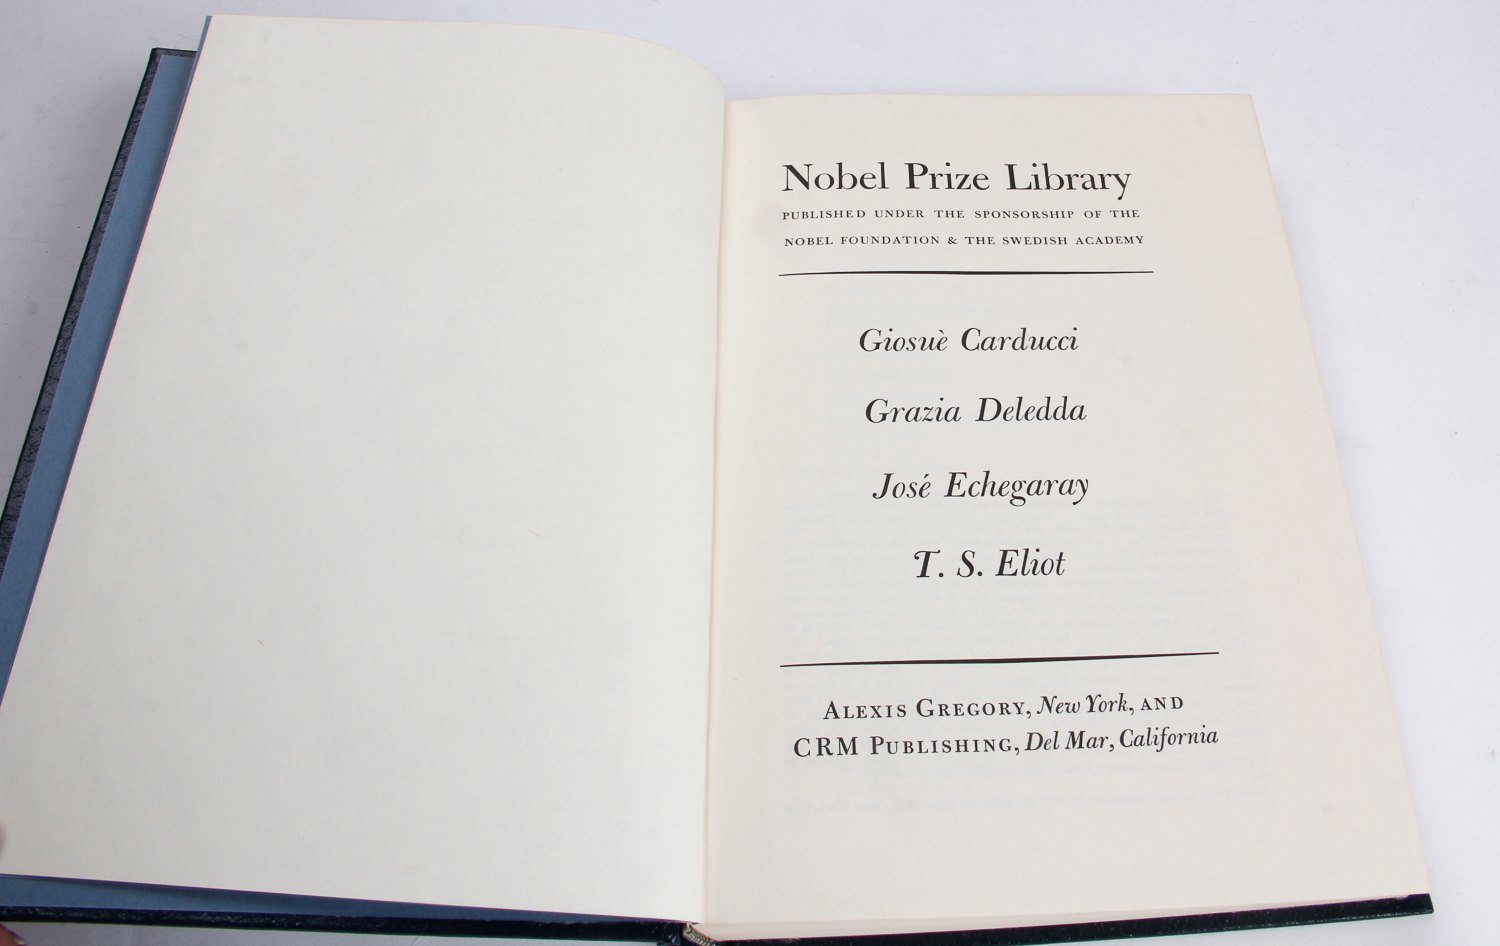 Nobel Prize Library
PUBLISHED UNDER THE SPONSORSHIP OF THE
NOBEL FOUNDATION & THE SWEDISH ACADEMY
Giosuè Carducci
Grazia Deledda
José Echegaray
T. S. Eliot
ALEXIS GREGORY, New York, AND
CRM PUBLISHING, Del Mar, California